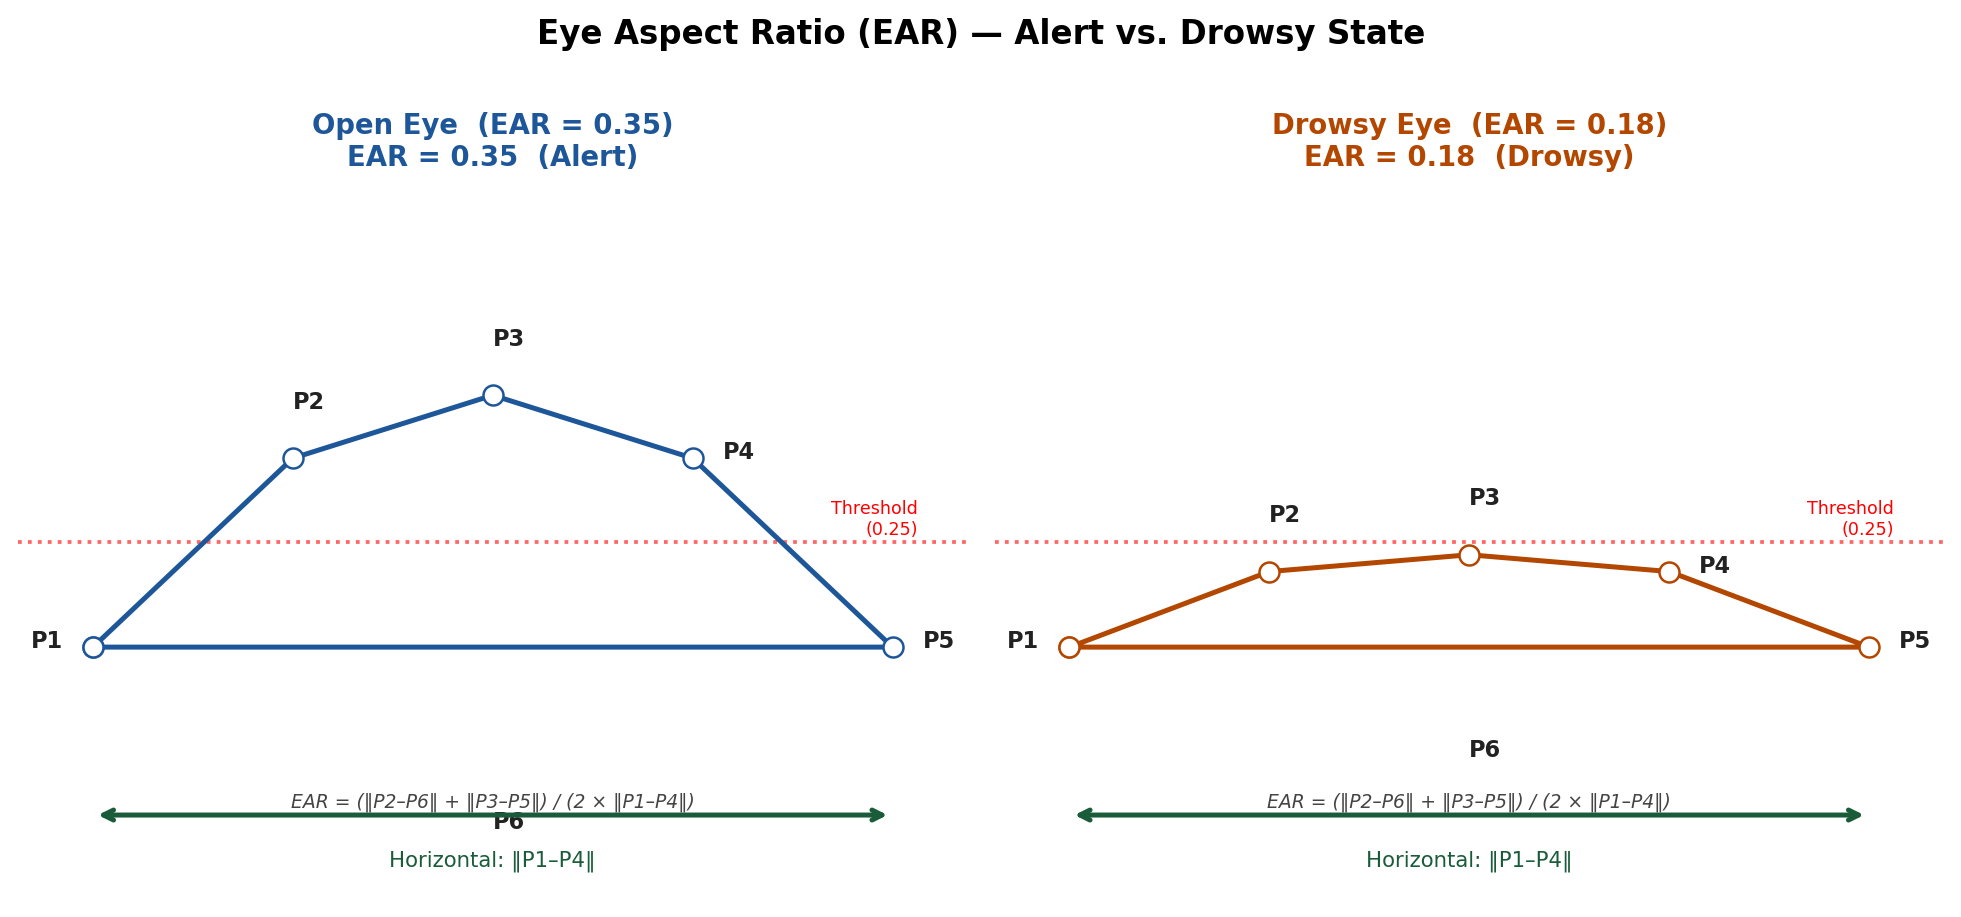 Eye Aspect Ratio (EAR) — Alert vs. Drowsy State
Open Eye  (EAR = 0.35)
EAR = 0.35  (Alert)
P3
P2
P4
Threshold
(0.25)
P1
P5
EAR = (‖P2–P6‖ + ‖P3–P5‖) / (2 × ‖P1–P4‖)
P6
Horizontal: ‖P1–P4‖
Drowsy Eye  (EAR = 0.18)
EAR = 0.18  (Drowsy)
P3
P2
Threshold
(0.25)
P4
P1
P5
P6
EAR = (‖P2–P6‖ + ‖P3–P5‖) / (2 × ‖P1–P4‖)
Horizontal: ‖P1–P4‖